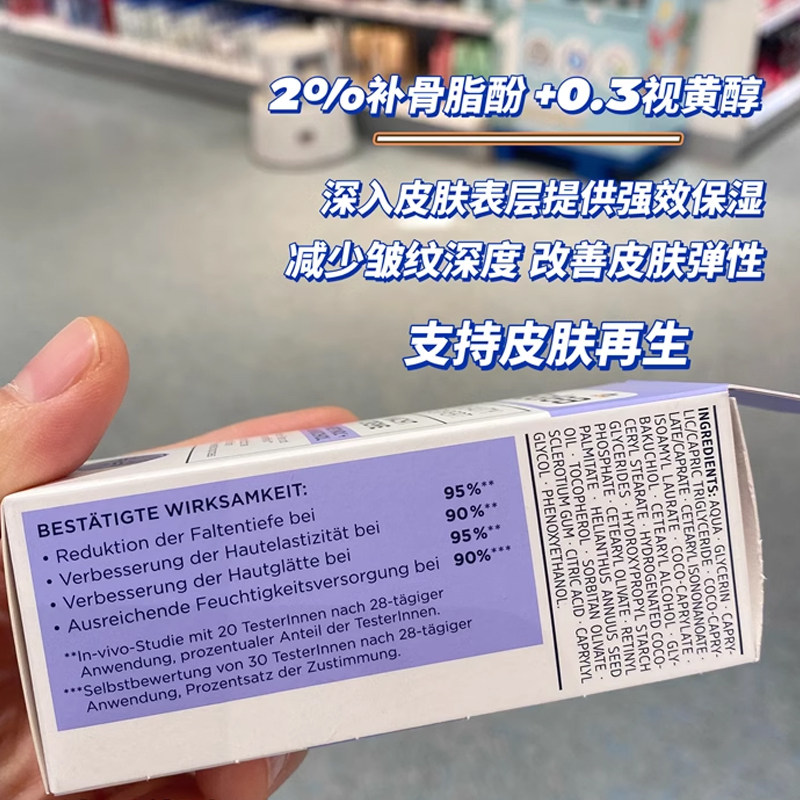 2%补骨脂酚+0.3视黄醇
深入皮肤表层提供强效保湿
减少皱纹深度 改善皮肤弹性
支持皮肤再生
BESTÄTIGTE WIRKSAMKEIT:
• Reduktion der Faltentiefe bei 95%**
• Verbesserung der Hautelastizität bei 90%**
• Verbesserung der Hautglätte bei 95%**
• Ausreichende Feuchtigkeitsversorgung bei 90%***
**In-vivo-Studie mit 20 TesterInnen nach 28-tägiger
Anwendung, prozentualer Anteil der TesterInnen.
***Selbstbewertung von 30 TesterInnen nach 28-tägiger
Anwendung, Prozentsatz der Zustimmung.
INGREDIENTS: AQUA · GLYCERIN · CAPRY-
LIC/CAPRIC TRIGLYCERIDE · COCO-CAPRY-
LATE/CAPRATE · CETEARYL ISONONANOATE ·
ISOAMYL LAURATE · COCO-CAPRYLATE ·
BAKUCHIOL · CETEARYL ALCOHOL · GLY-
CERYL STEARATE · HYDROGENATED COCO-
GLYCERIDES · HYDROXYPROPYL STARCH
PHOSPHATE · CETEARYL OLIVATE · RETINYL
PALMITATE · HELIANTHUS ANNUUS SEED
OIL · TOCOPHEROL · SORBITAN OLIVATE ·
SCLEROTIUM GUM · CITRIC ACID · CAPRYLYL
GLYCOL · PHENOXYETHANOL.